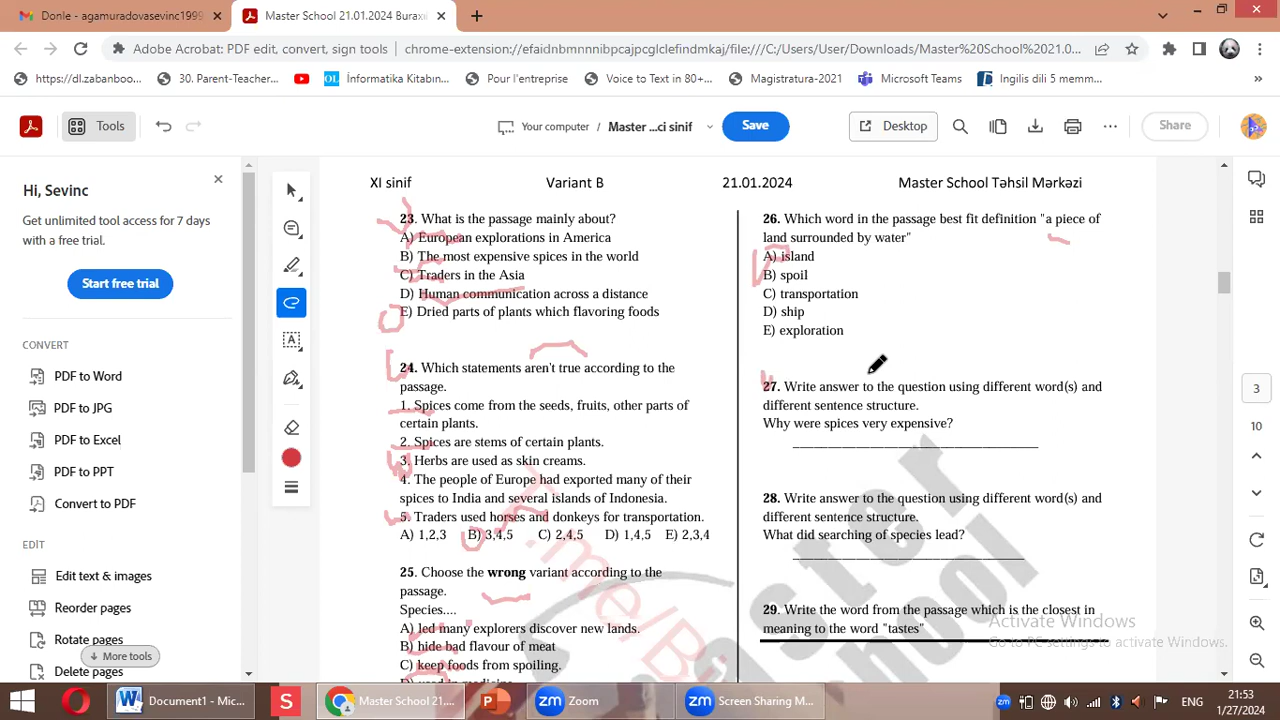 Donle - agamuradovasevinc1999
Master School 21.01.2024 Buraxı
Adobe Acrobat: PDF edit, convert, sign tools
chrome-extension://efaidnbmnnnibpcajpcglclefindmkaj/file:///C:/Users/User/Downloads/Master%20School%2021.0...
https://dl.zabanboo...
30. Parent-Teacher...
İnformatika Kitabın...
Pour l'entreprise
Voice to Text in 80+...
Magistratura-2021
Microsoft Teams
Ingilis dili 5 memm...
Tools
Your computer / Master ...ci sinif
Save
Desktop
Share
Hi, Sevinc
Get unlimited tool access for 7 days
with a free trial.
Start free trial
CONVERT
PDF to Word
PDF to JPG
PDF to Excel
PDF to PPT
Convert to PDF
EDIT
Edit text & images
Reorder pages
Rotate pages
More tools
Delete pages
XI sinif Variant B 21.01.2024 Master School Təhsil Mərkəzi
23. What is the passage mainly about?
A) European explorations in America
B) The most expensive spices in the world
C) Traders in the Asia
D) Human communication across a distance
E) Dried parts of plants which flavoring foods
24. Which statements aren't true according to the
passage.
1. Spices come from the seeds, fruits, other parts of
certain plants.
2. Spices are stems of certain plants.
3. Herbs are used as skin creams.
4. The people of Europe had exported many of their
spices to India and several islands of Indonesia.
5. Traders used horses and donkeys for transportation.
A) 1,2,3 B) 3,4,5 C) 2,4,5 D) 1,4,5 E) 2,3,4
25. Choose the wrong variant according to the
passage.
Species....
A) led many explorers discover new lands.
B) hide bad flavour of meat
C) keep foods from spoiling.
D) used in medicine
26. Which word in the passage best fit definition "a piece of
land surrounded by water"
A) island
B) spoil
C) transportation
D) ship
E) exploration
27. Write answer to the question using different word(s) and
different sentence structure.
Why were spices very expensive?
28. Write answer to the question using different word(s) and
different sentence structure.
What did searching of species lead?
29. Write the word from the passage which is the closest in
meaning to the word "tastes"
Master
School
Activate Windows
Go to PC settings to activate Windows.
3
10
Document1 - Mic...
Master School 21....
Zoom
Screen Sharing M...
ENG
21:53
1/27/2024